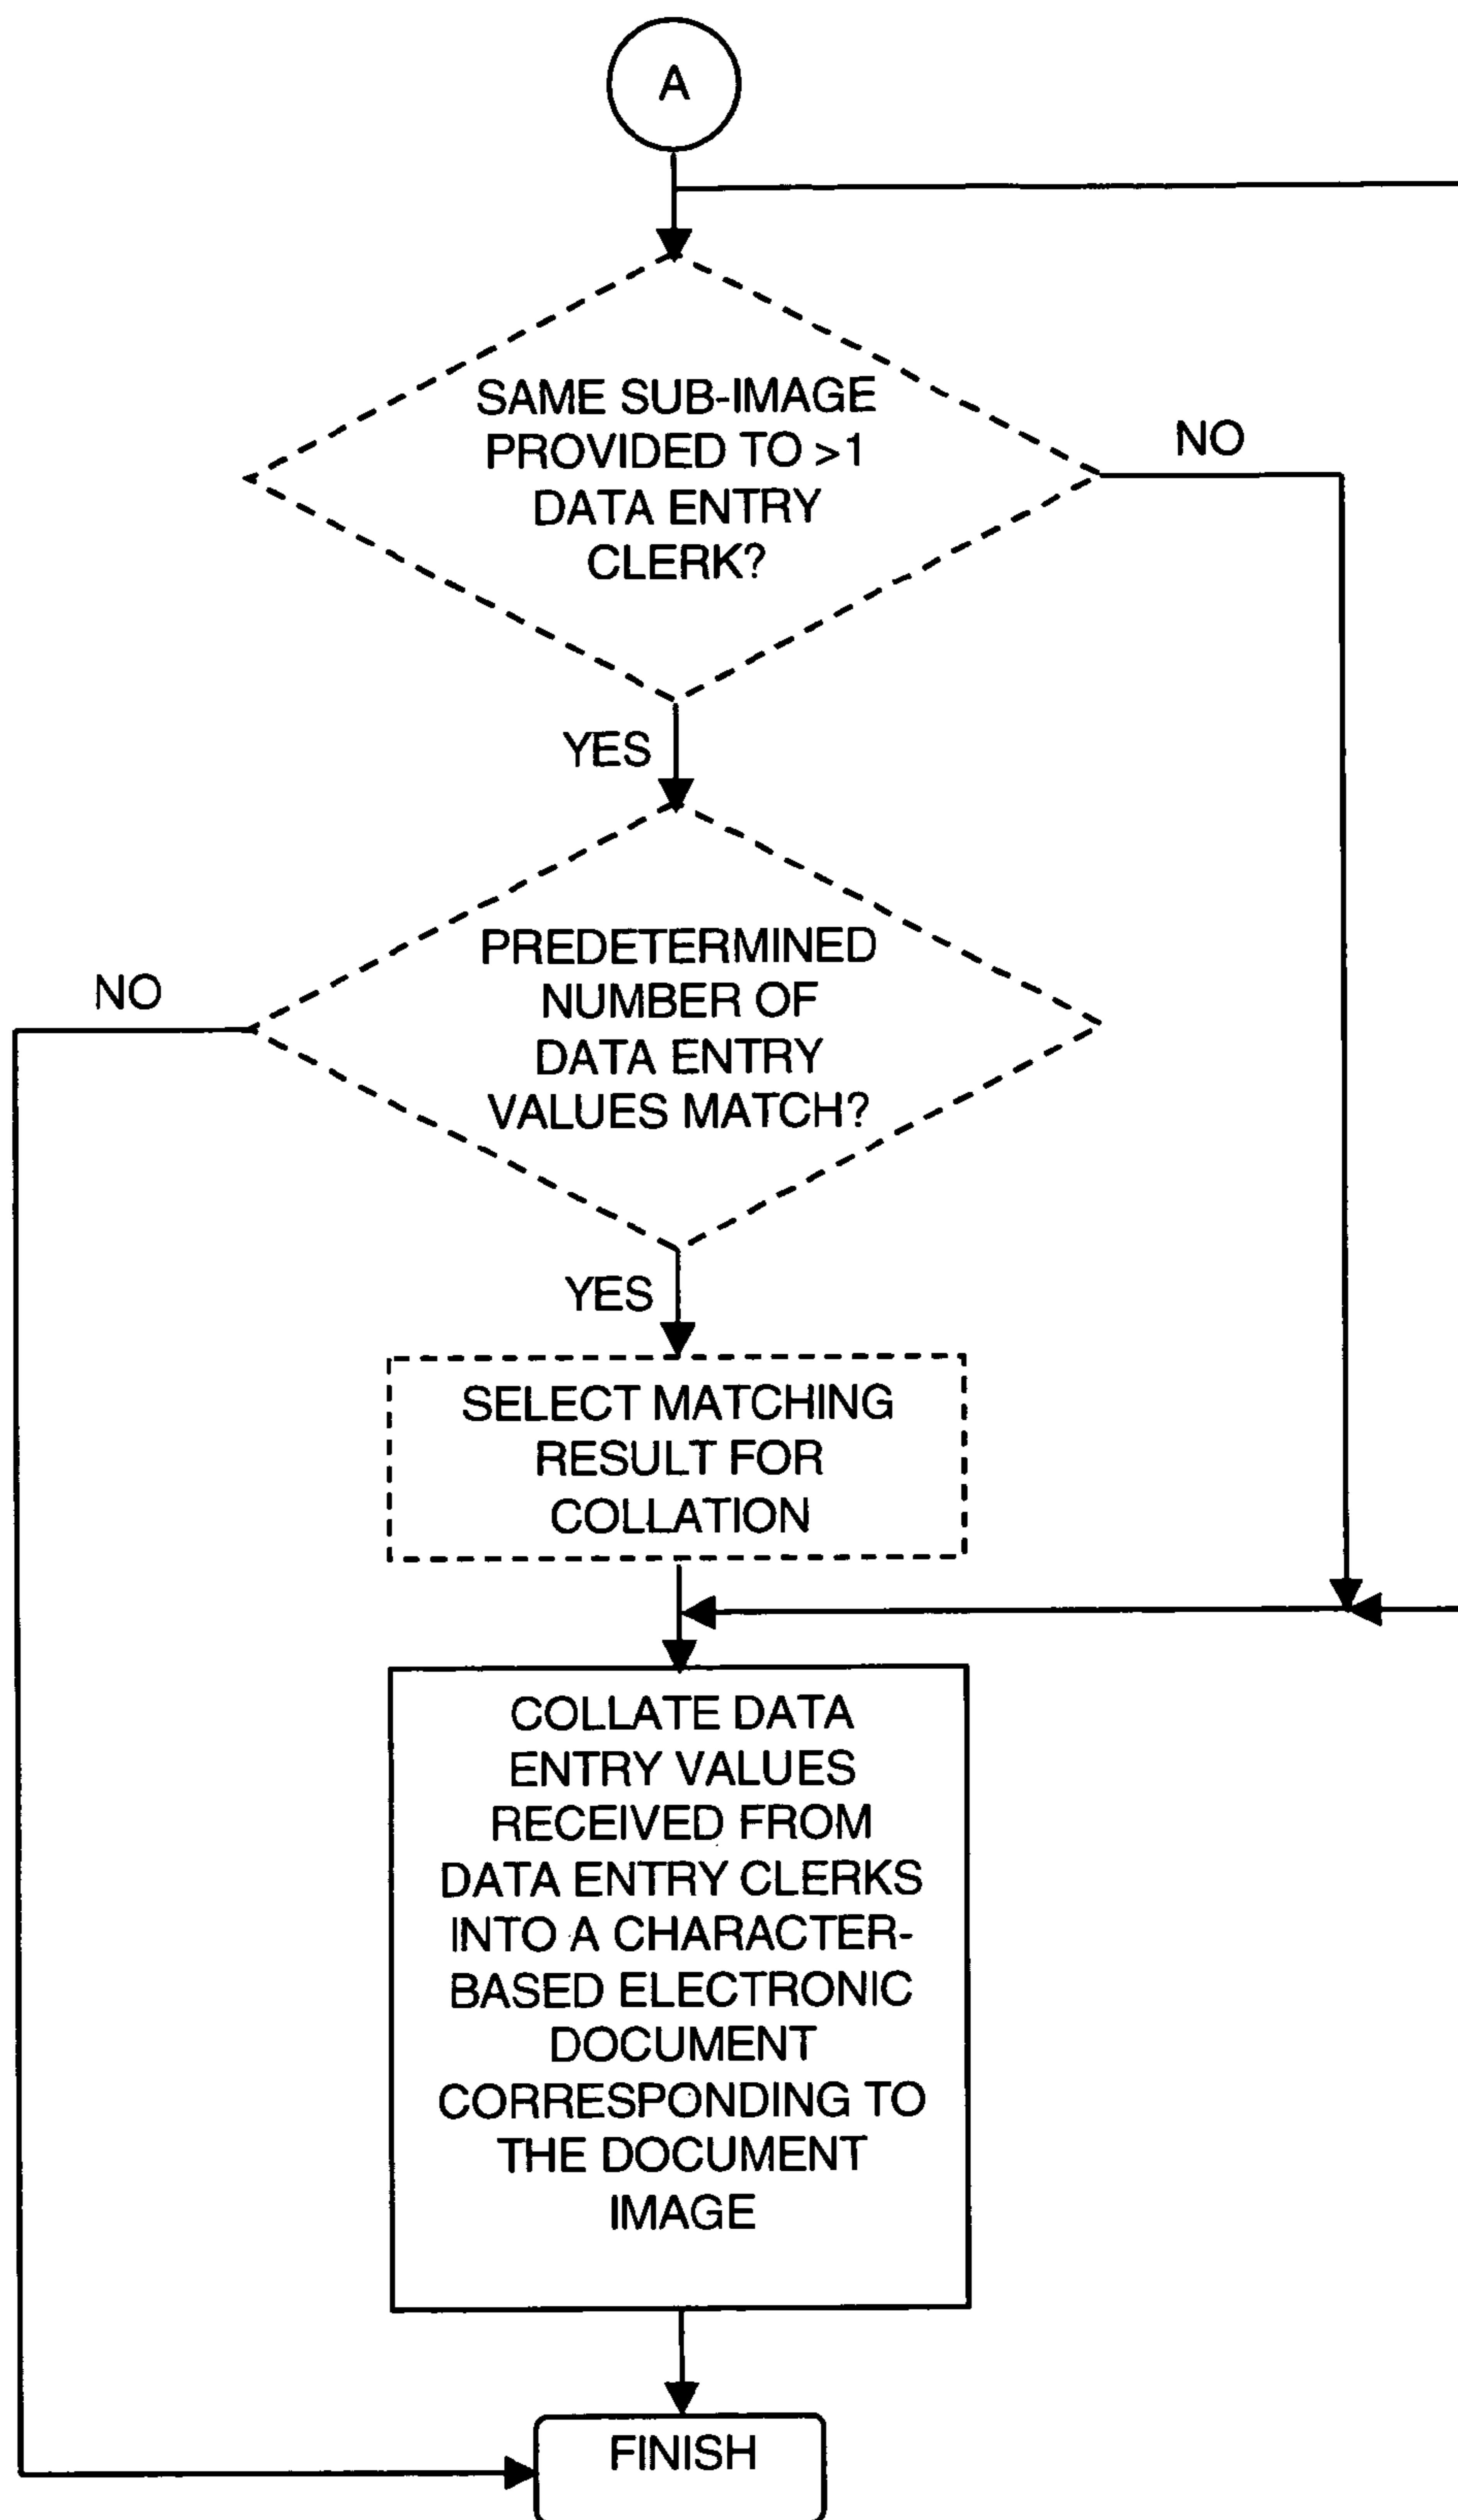 A
SAME SUB-IMAGE
PROVIDED TO >1
DATA ENTRY
CLERK?
NO
YES
PREDETERMINED
NUMBER OF
DATA ENTRY
VALUES MATCH?
NO
YES
SELECT MATCHING
RESULT FOR
COLLATION
COLLATE DATA
ENTRY VALUES
RECEIVED FROM
DATA ENTRY CLERKS
INTO A CHARACTER-
BASED ELECTRONIC
DOCUMENT
CORRESPONDING TO
THE DOCUMENT
IMAGE
FINISH